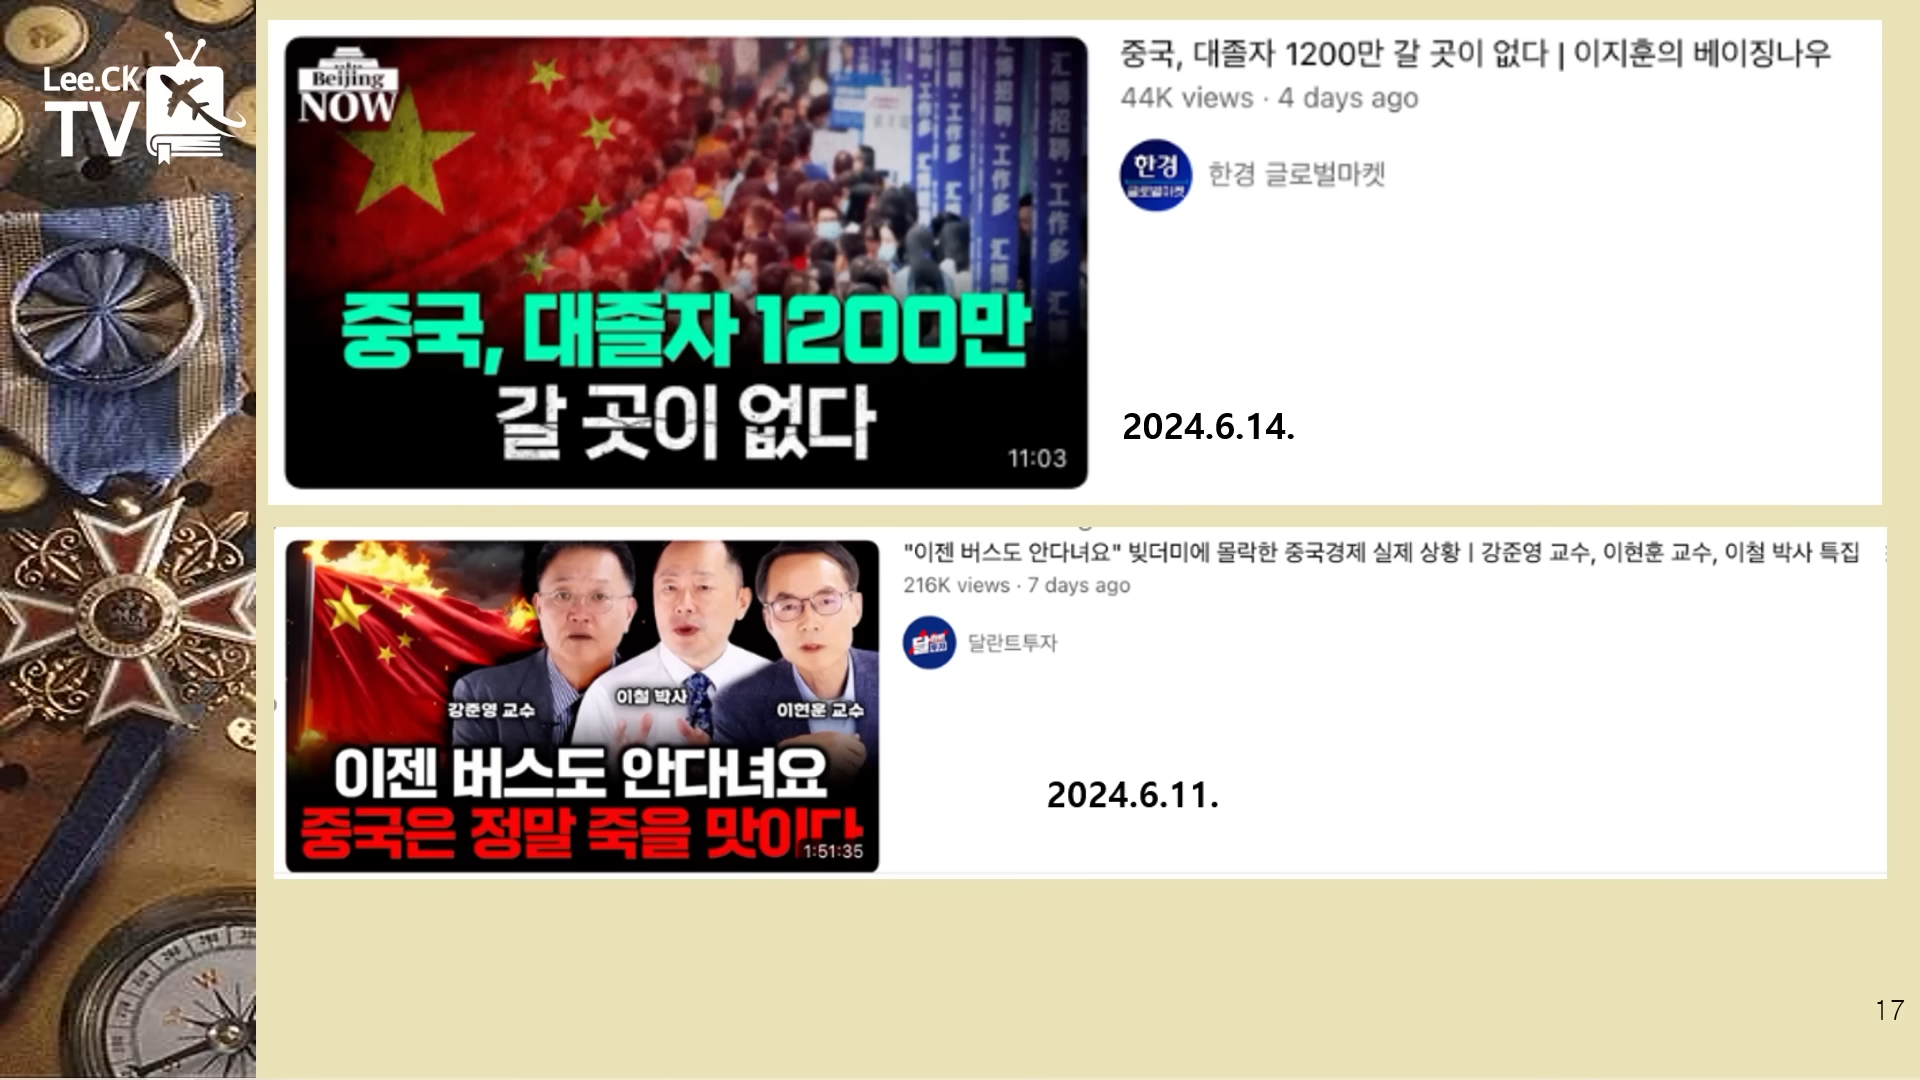 Lee.CK
TV
Beijing
NOW
중국, 대졸자 1200만
갈 곳이 없다
11:03
중국, 대졸자 1200만 갈 곳이 없다 | 이지훈의 베이징나우
44K views · 4 days ago
한경
글로벌마켓
한경 글로벌마켓
2024.6.14.
강준영 교수
이철 박사
이현훈 교수
이젠 버스도 안다녀요
중국은 정말 죽을 맛이다
1:51:35
"이젠 버스도 안다녀요" 빚더미에 몰락한 중국경제 실제 상황 | 강준영 교수, 이현훈 교수, 이철 박사 특집
216K views · 7 days ago
달란트투자
2024.6.11.
17